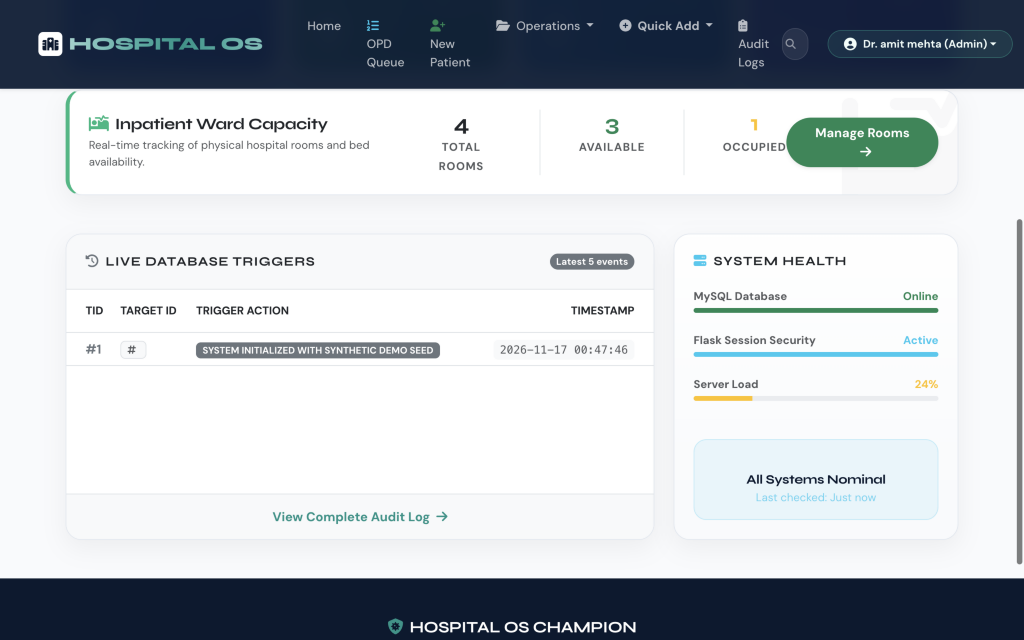 HOSPITAL OS
Home
OPD
Queue
New
Patient
Operations
Quick Add
Audit
Logs
Dr. amit mehta (Admin)
Inpatient Ward Capacity
Real-time tracking of physical hospital rooms and bed
availability.
4
TOTAL
ROOMS
3
AVAILABLE
1
OCCUPIED
Manage Rooms
→
LIVE DATABASE TRIGGERS
Latest 5 events
TID TARGET ID TRIGGER ACTION TIMESTAMP
#1 # SYSTEM INITIALIZED WITH SYNTHETIC DEMO SEED 2026-11-17 00:47:46
View Complete Audit Log →
SYSTEM HEALTH
MySQL Database Online
Flask Session Security Active
Server Load 24%
All Systems Nominal
Last checked: Just now
HOSPITAL OS CHAMPION